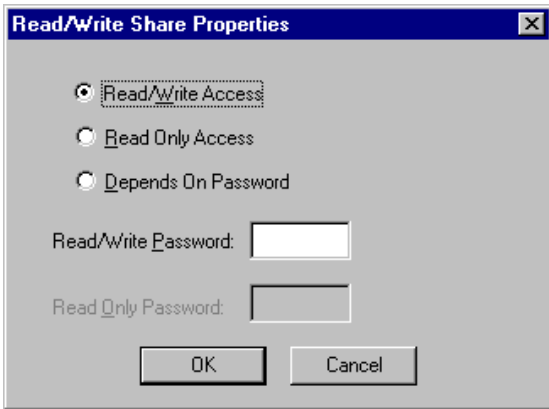 Read/Write Share Properties
Read/Write Access
Read Only Access
Depends On Password
Read/Write Password:
Read Only Password:
OK Cancel